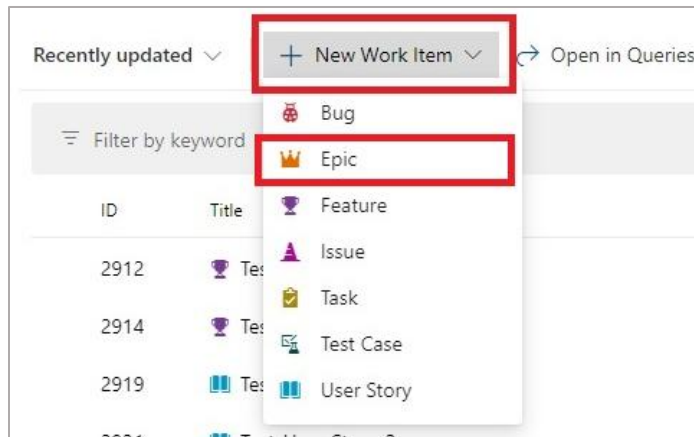 Recently updated
New Work Item
Open in Queries
Filter by keyword
Bug
Epic
Feature
Issue
Task
Test Case
User Story
ID Title
2912
2914
2919